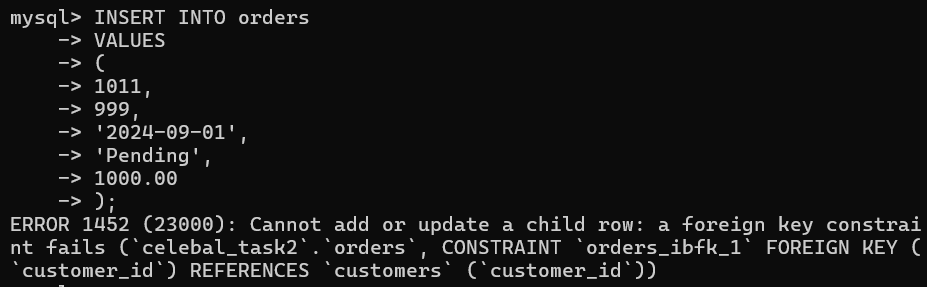 mysql> INSERT INTO orders
    -> VALUES
    -> (
    -> 1011,
    -> 999,
    -> '2024-09-01',
    -> 'Pending',
    -> 1000.00
    -> );
ERROR 1452 (23000): Cannot add or update a child row: a foreign key constrai
nt fails (`celebal_task2`.`orders`, CONSTRAINT `orders_ibfk_1` FOREIGN KEY (
`customer_id`) REFERENCES `customers` (`customer_id`))